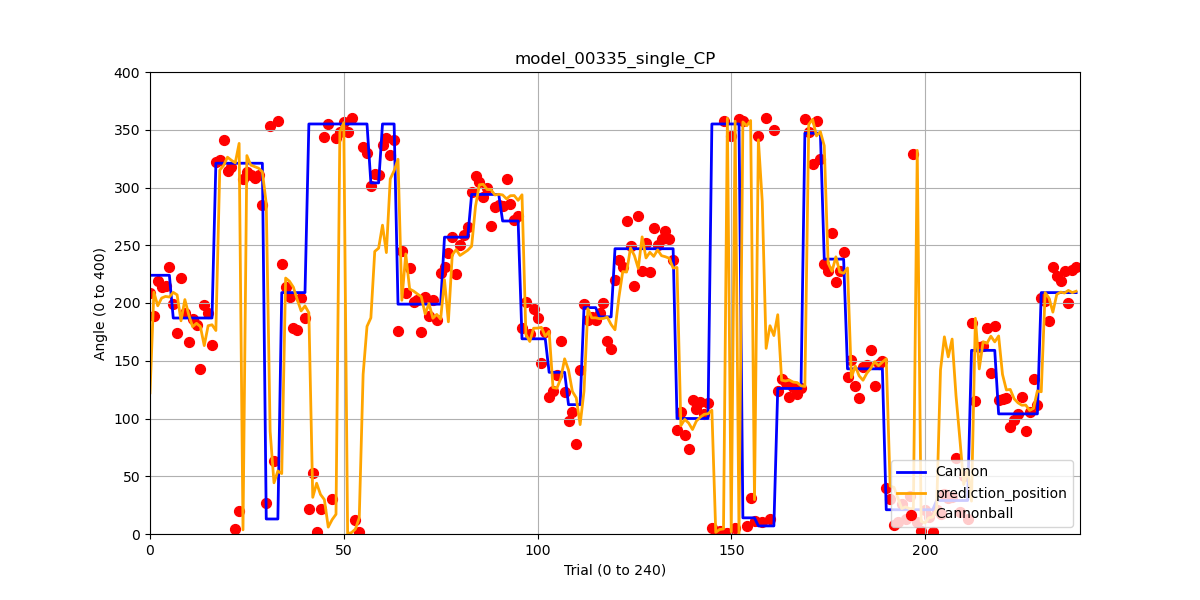 model_00335_single_CP
400
350
300
250
200
150
100
50
0
Angle (0 to 400)
Cannon
prediction_position
Cannonball
0 50 100 150 200
Trial (0 to 240)